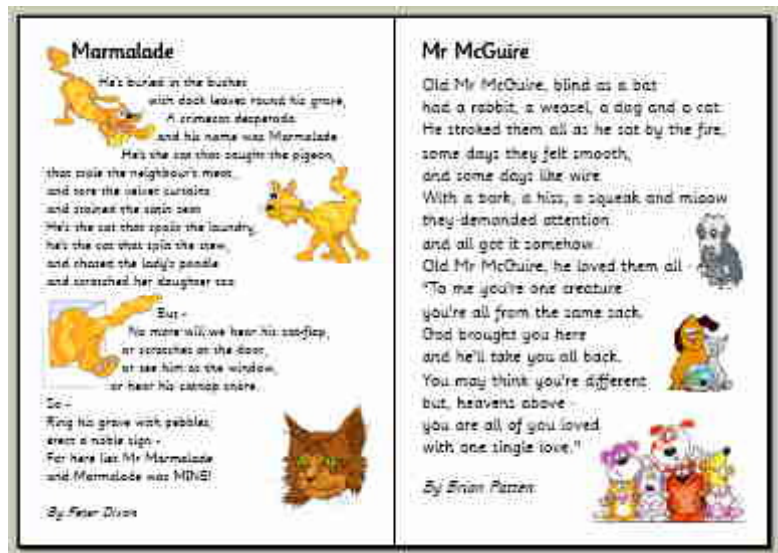 Marmalade
He's buried in the bushes
with dock leaves round his grave,
A crimecat desperado
and his name was Marmalade
He's the cat that caught the pigeon,
that stole the neighbour's meat
and tore the velvet curtains
and stained the satin seat
He's the cat that spoils the laundry,
he's the cat that spilt the stew,
and chased the lady's poodle
and scratched her daughter too.
But -
No more will we hear his cat-flap,
or scratches at the door,
or see him at the window,
or hear his catnap snore.
So -
Ring his grave with pebbles,
erect a noble sign -
For here lies Mr Marmalade
and Marmalade was MINE!
By Peter Dixon
Mr McGuire
Old Mr McGuire, blind as a bat
had a rabbit, a weasel, a dog and a cat.
He stroked them all as he sat by the fire,
some days they felt smooth,
and some days like wire.
With a bark, a hiss, a squeak and miaow
they demanded attention
and all got it somehow.
Old Mr McGuire, he loved them all -
"To me you're one creature
you're all from the same sack.
God brought you here
and he'll take you all back.
You may think you're different
but, heavens above -
you are all of you loved
with one single love."
By Brian Patten